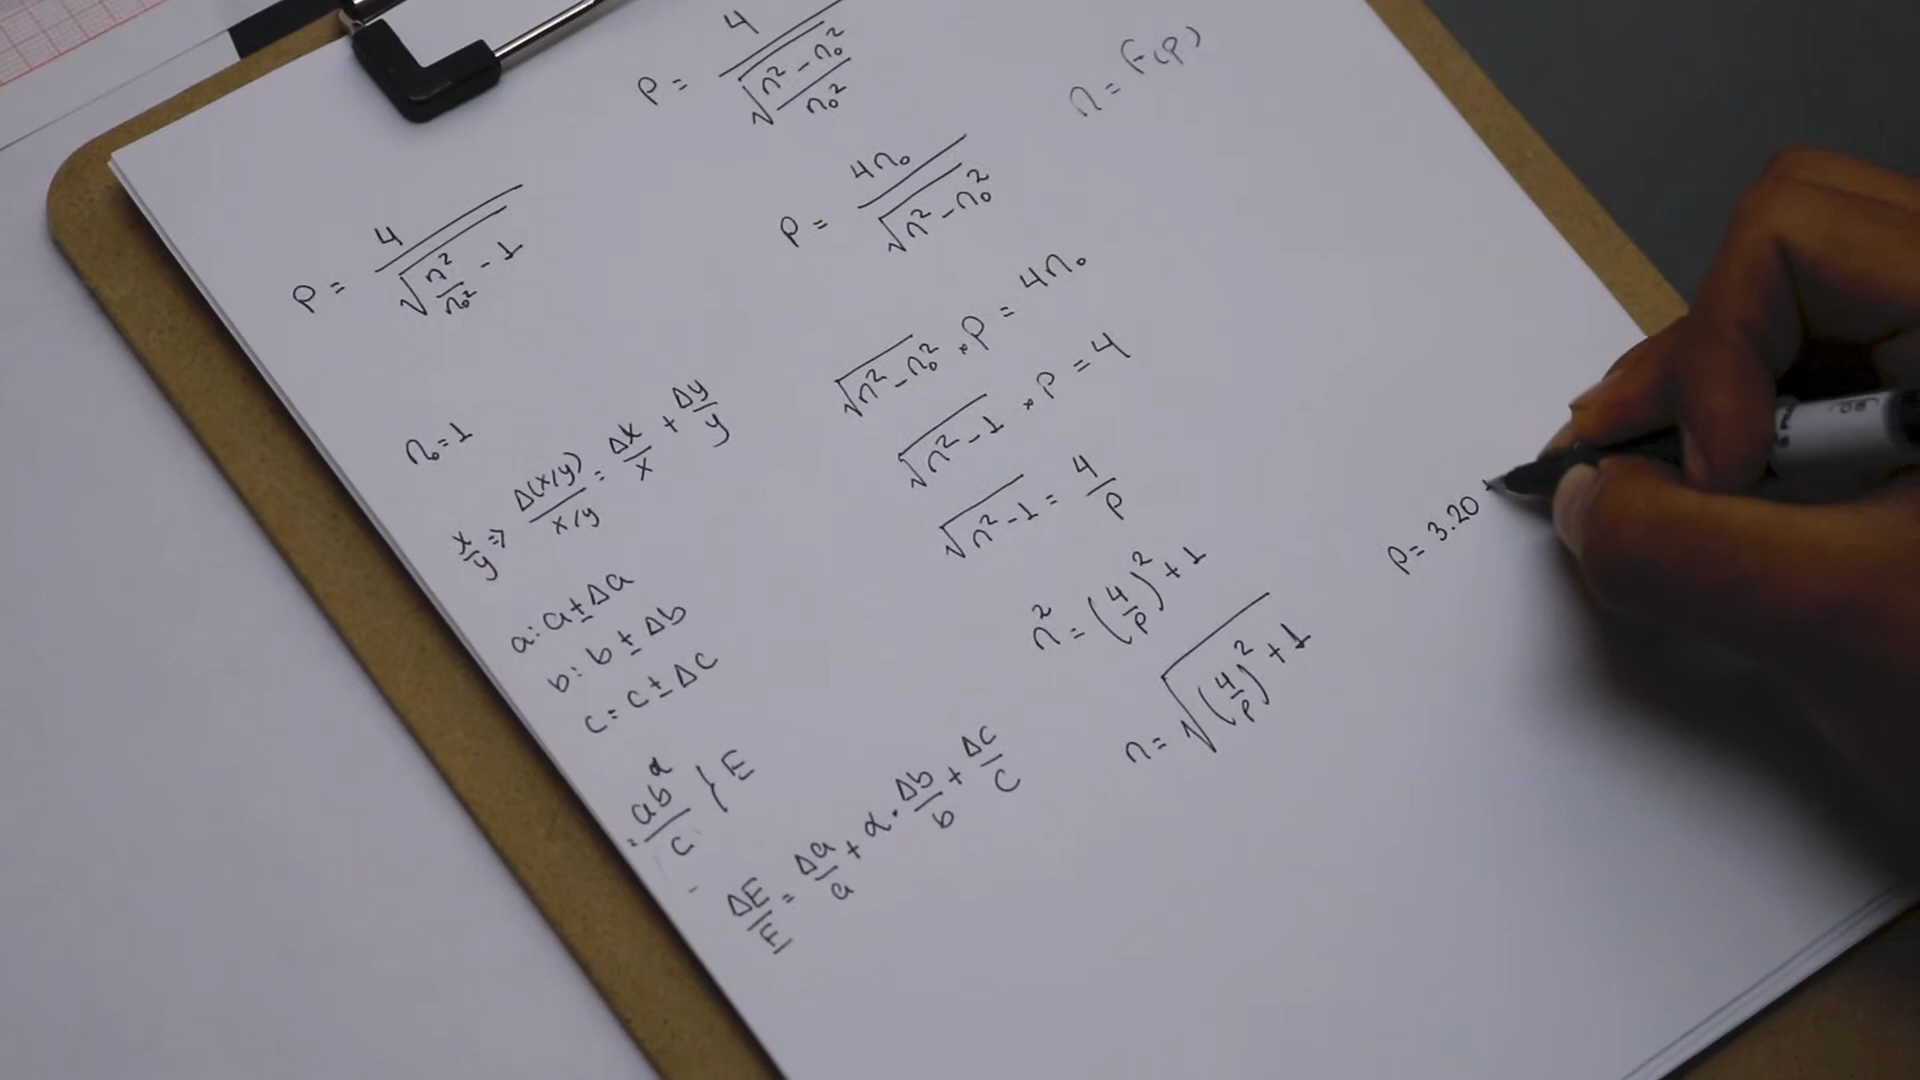 P = 4 / √((n² - n₀²) / n₀²)
n = F(P)
P = 4 / √(n²/n₀² - 1)
P = 4n₀ / √(n² - n₀²)
√(n² - n₀²) · P = 4n₀
√(n² - 1) · P = 4
√(n² - 1) = 4/P
n² = (4/P)² + 1
n = √((4/P)² + 1)
n₀=1
x/y ⇒ Δ(x/y) / x/y = Δx/x + Δy/y
a: a ± Δa
b: b ± Δb
c = c ± Δc
ab^α / c } E
ΔE/E = Δa/a + α · Δb/b + Δc/c
P = 3.20